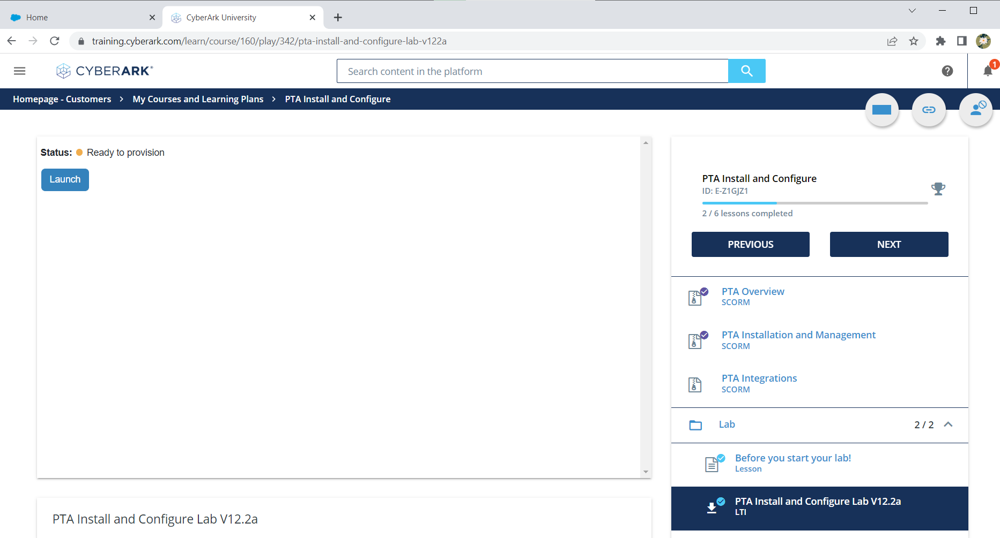 Home
CyberArk University
training.cyberark.com/learn/course/160/play/342/pta-install-and-configure-lab-v122a
CYBERARK®
Search content in the platform
1
Homepage - Customers > My Courses and Learning Plans > PTA Install and Configure
Status: Ready to provision
Launch
PTA Install and Configure Lab V12.2a
PTA Install and Configure
ID: E-Z1GJZ1
2 / 6 lessons completed
PREVIOUS
NEXT
PTA Overview
SCORM
PTA Installation and Management
SCORM
PTA Integrations
SCORM
Lab 2 / 2
Before you start your lab!
Lesson
PTA Install and Configure Lab V12.2a
LTI